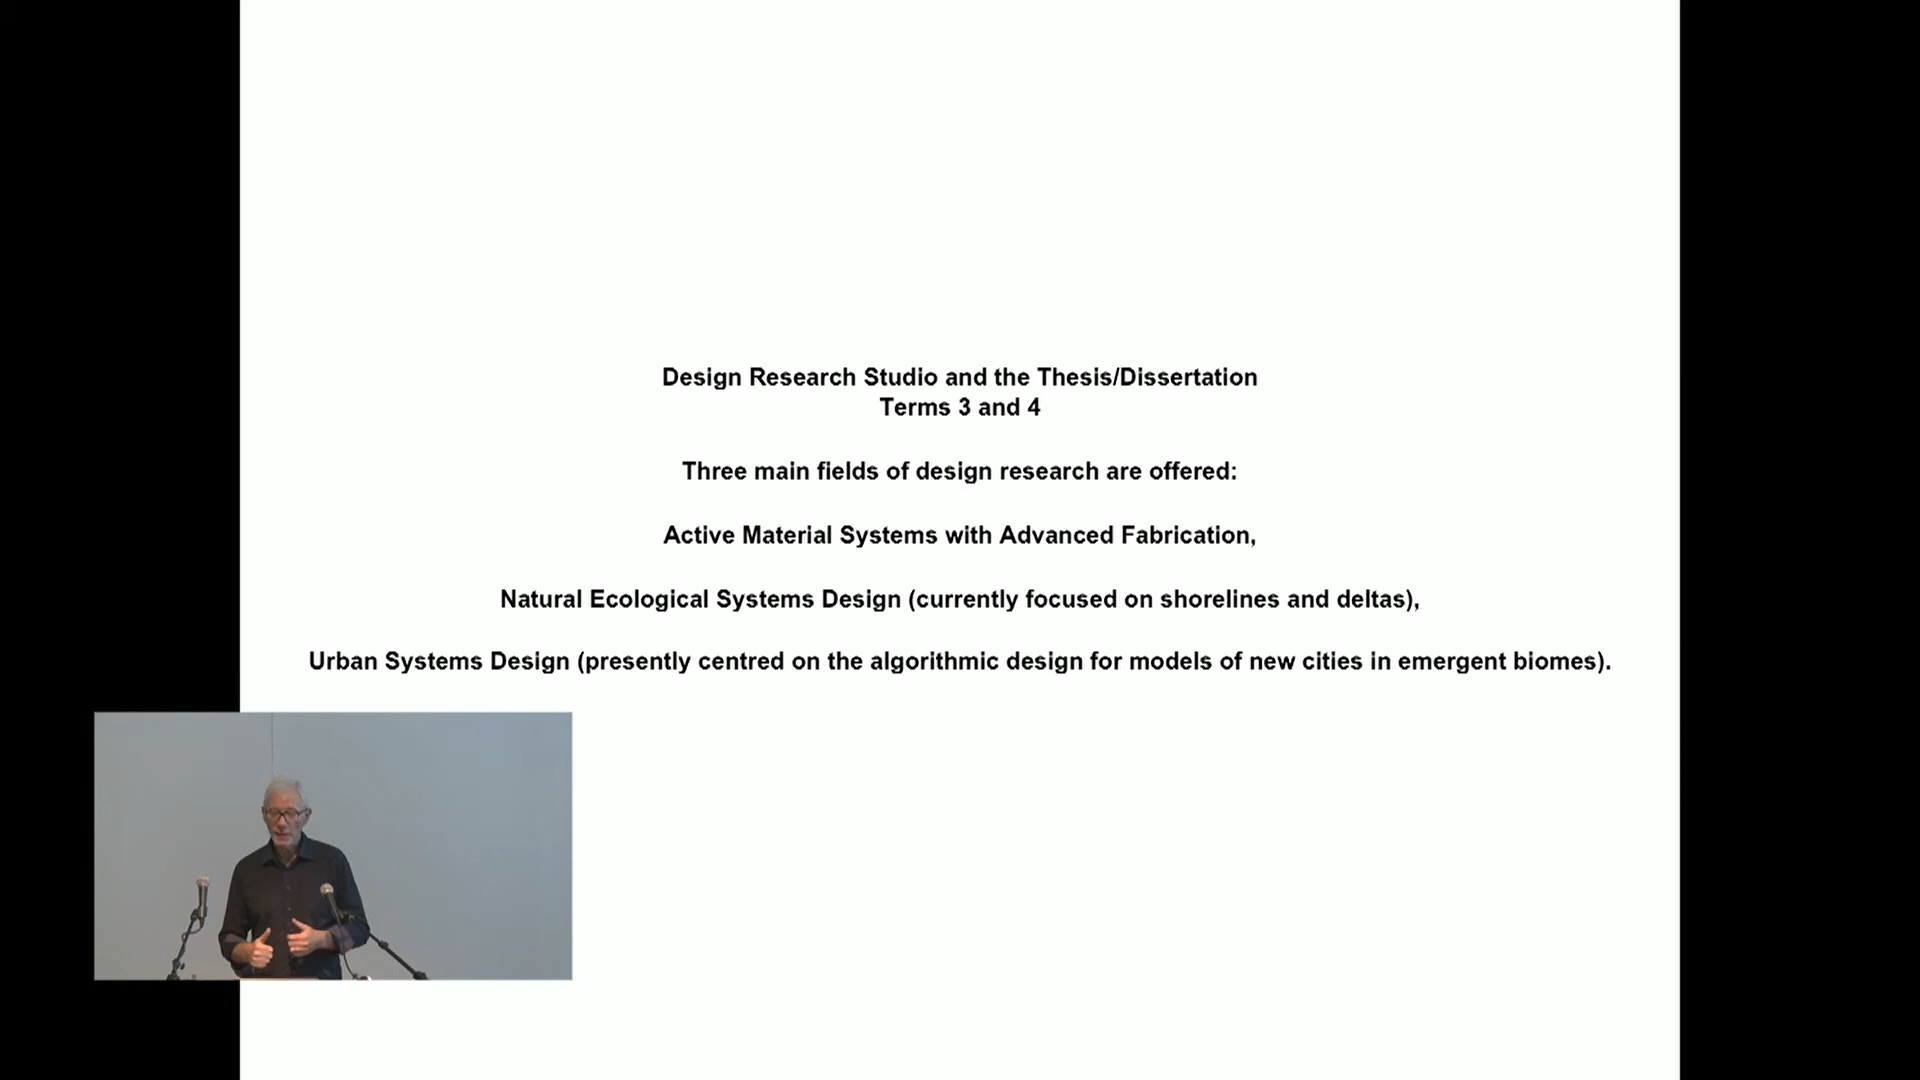 Design Research Studio and the Thesis/Dissertation
Terms 3 and 4
Three main fields of design research are offered:
Active Material Systems with Advanced Fabrication,
Natural Ecological Systems Design (currently focused on shorelines and deltas),
Urban Systems Design (presently centred on the algorithmic design for models of new cities in emergent biomes).